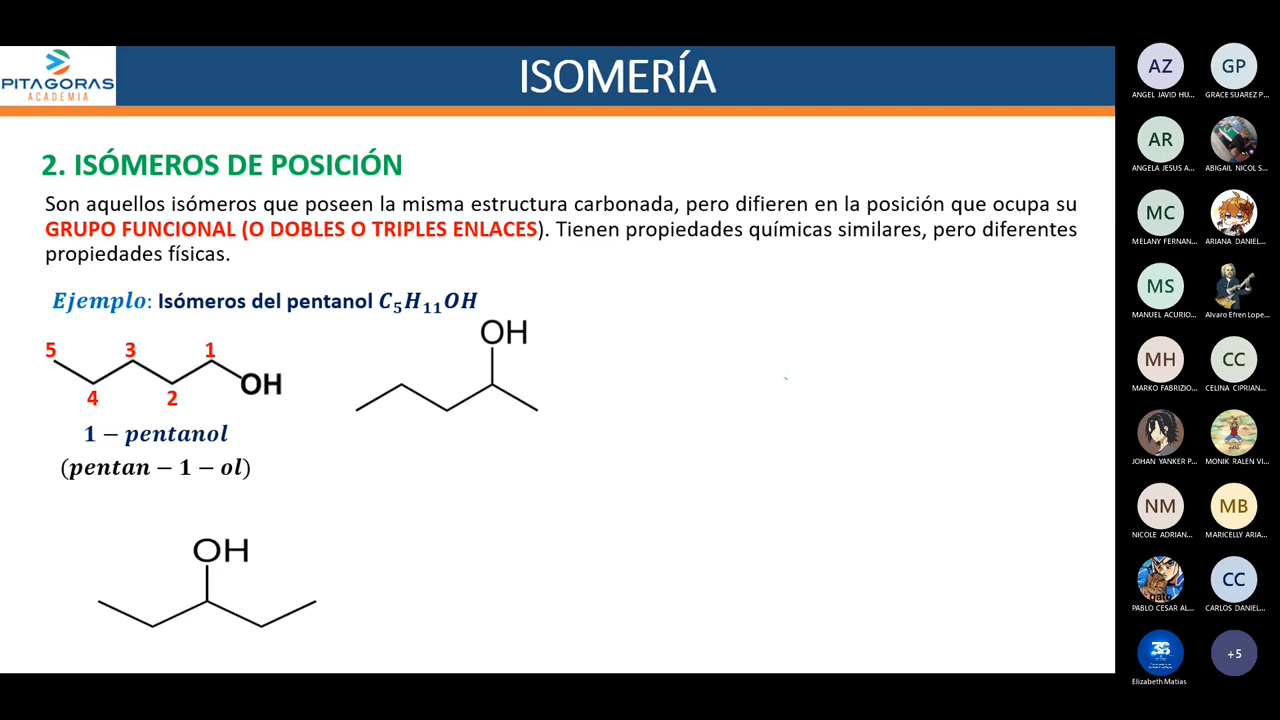 PITAGORAS
ACADEMIA
ISOMERÍA
2. ISÓMEROS DE POSICIÓN
Son aquellos isómeros que poseen la misma estructura carbonada, pero difieren en la posición que ocupa su
GRUPO FUNCIONAL (O DOBLES O TRIPLES ENLACES). Tienen propiedades químicas similares, pero diferentes
propiedades físicas.
Ejemplo: Isómeros del pentanol C₅H₁₁OH
5 3 1
4 2
OH
1 − pentanol
(pentan − 1 − ol)
OH
OH
AZ GP
ANGEL JAVID HU... GRACE SUAREZ P...
AR
ANGELA JESUS A... ABIGAIL NICOL S...
MC
MELANY FERNAN... ARIANA DANIEL...
MS
MANUEL ACURIO... Alvaro Efren Lope...
MH CC
MARKO FABRIZIO... CELINA CIPRIAN...
JOHAN YANKER P... MONIK RALEN VI...
NM MB
NICOLE ADRIAN... MARICELLY ARIA...
gato CC
PABLO CESAR AL... CARLOS DANIEL...
+5
Elizabeth Matias